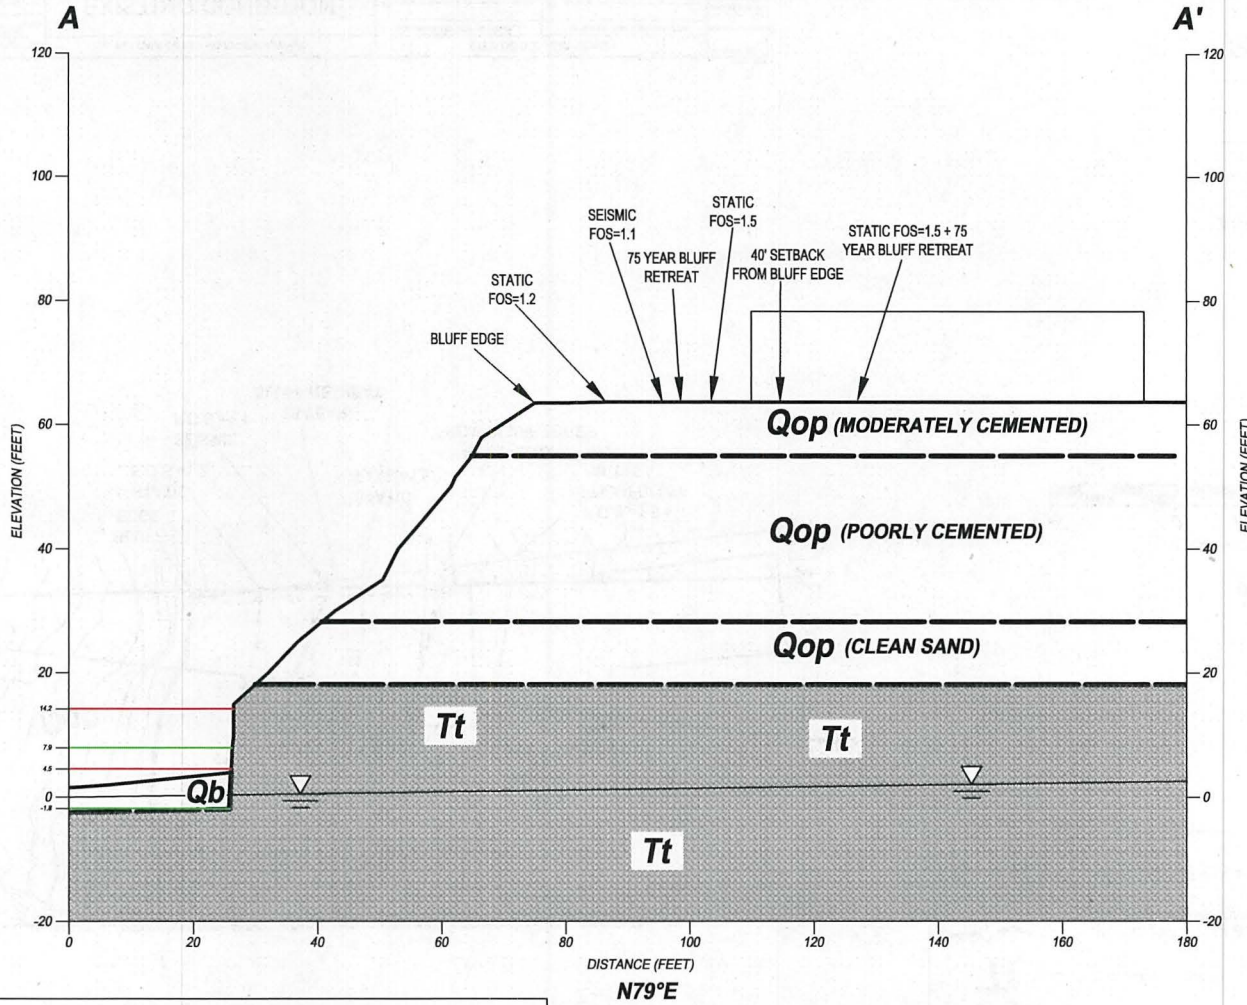 A
A'
120
100
80
60
40
20
14.2
7.9
4.5
0
-1.8
-20
ELEVATION (FEET)
BLUFF EDGE
STATIC
FOS=1.2
SEISMIC
FOS=1.1
75 YEAR BLUFF
RETREAT
STATIC
FOS=1.5
40' SETBACK
FROM BLUFF EDGE
STATIC FOS=1.5 + 75
YEAR BLUFF RETREAT
Qop (MODERATELY CEMENTED)
Qop (POORLY CEMENTED)
Qop (CLEAN SAND)
Tt
Tt
Qb
Tt
120
100
80
60
40
20
0
-20
ELEVATION (FEET)
0
20
40
60
80
100
120
140
160
180
DISTANCE (FEET)
N79°E